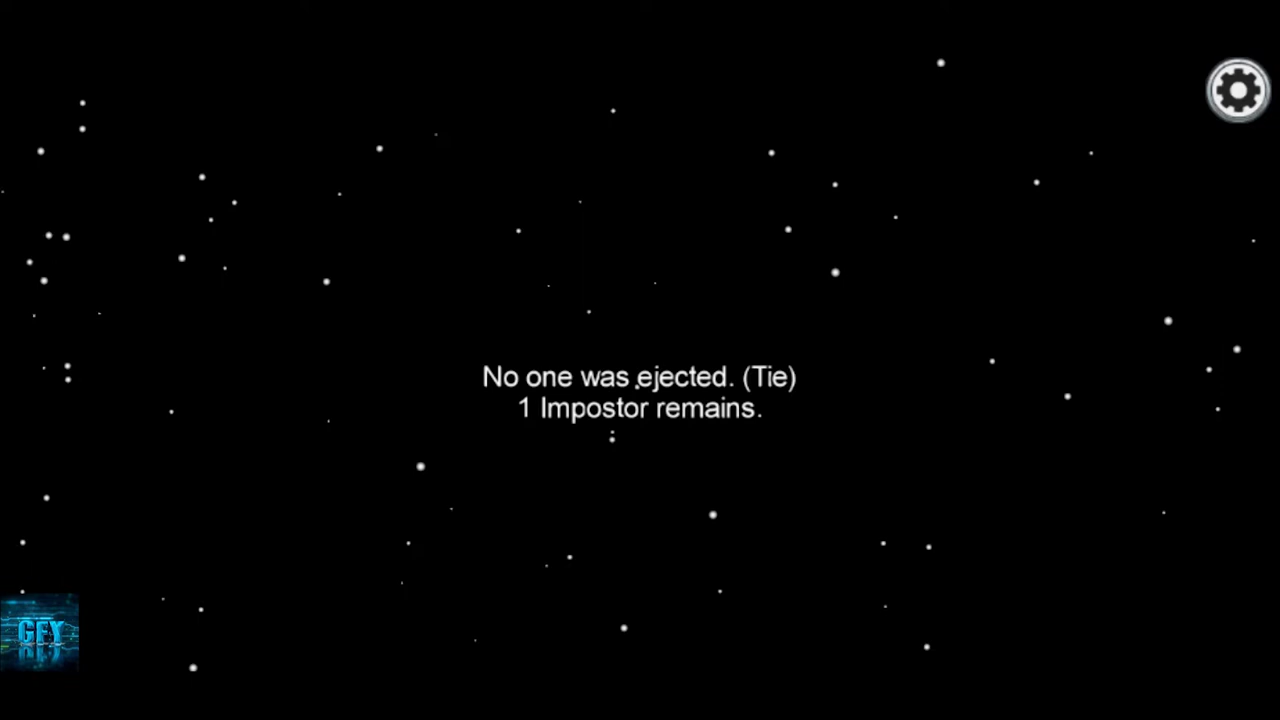 No one was ejected. (Tie)
1 Impostor remains.
GFY